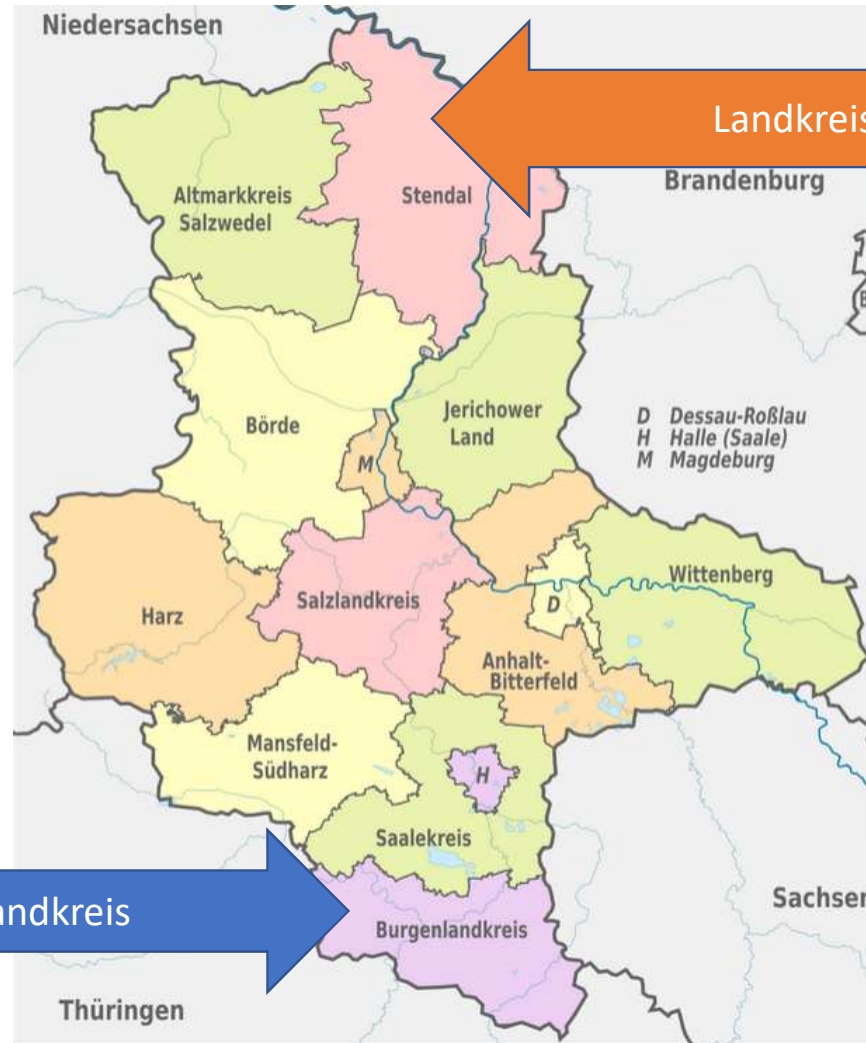 Niedersachsen
Landkreis
Brandenburg
Altmarkkreis
Salzwedel
Stendal
Börde
Jerichower
Land
M
D Dessau-Roßlau
H Halle (Saale)
M Magdeburg
Harz
Salzlandkreis
D
Wittenberg
Anhalt-
Bitterfeld
Mansfeld-
Südharz
H
Saalekreis
andkreis
Burgenlandkreis
Sachsen
Thüringen